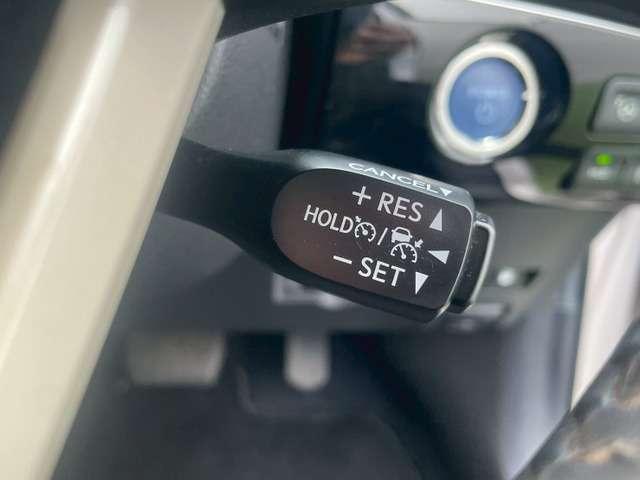 CANCEL▼
+ RES ▲
HOLD / ◀
− SET ▼